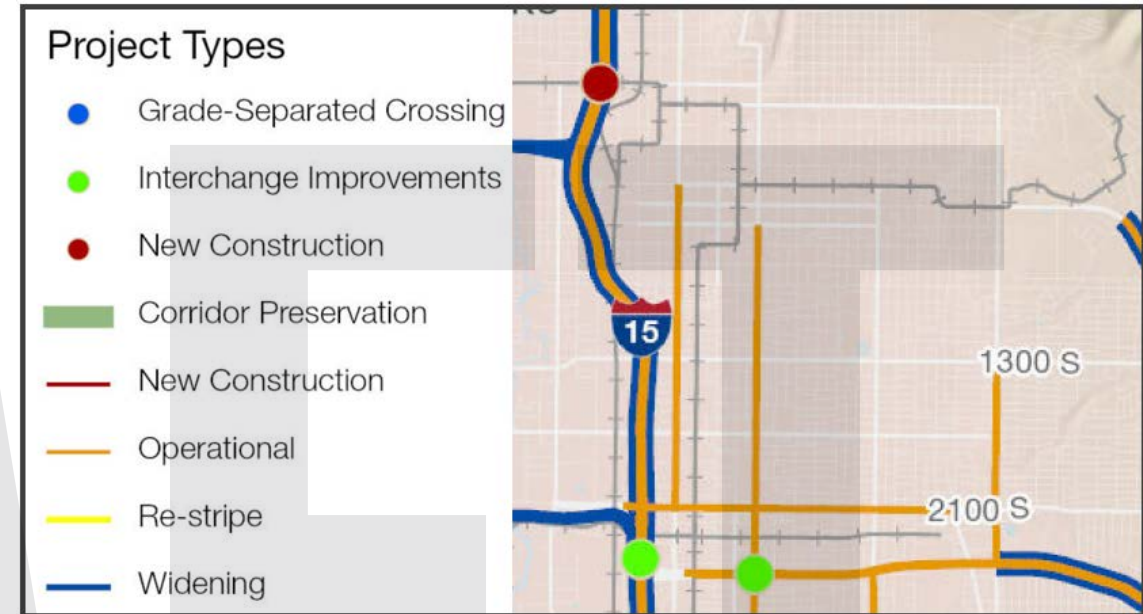 Project Types
Grade-Separated Crossing
Interchange Improvements
New Construction
Corridor Preservation
New Construction
Operational
Re-stripe
Widening
15
1300 S
2100 S